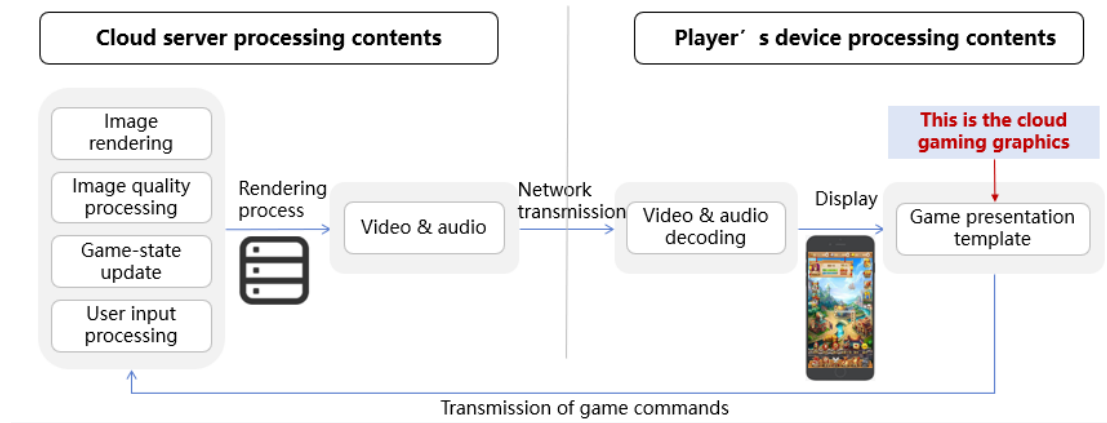 Cloud server processing contents
Player′s device processing contents
Image
rendering
Image quality
processing
Game-state
update
User input
processing
Rendering
process
Video & audio
Network
transmission
Video & audio
decoding
Display
This is the cloud
gaming graphics
Game presentation
template
Transmission of game commands